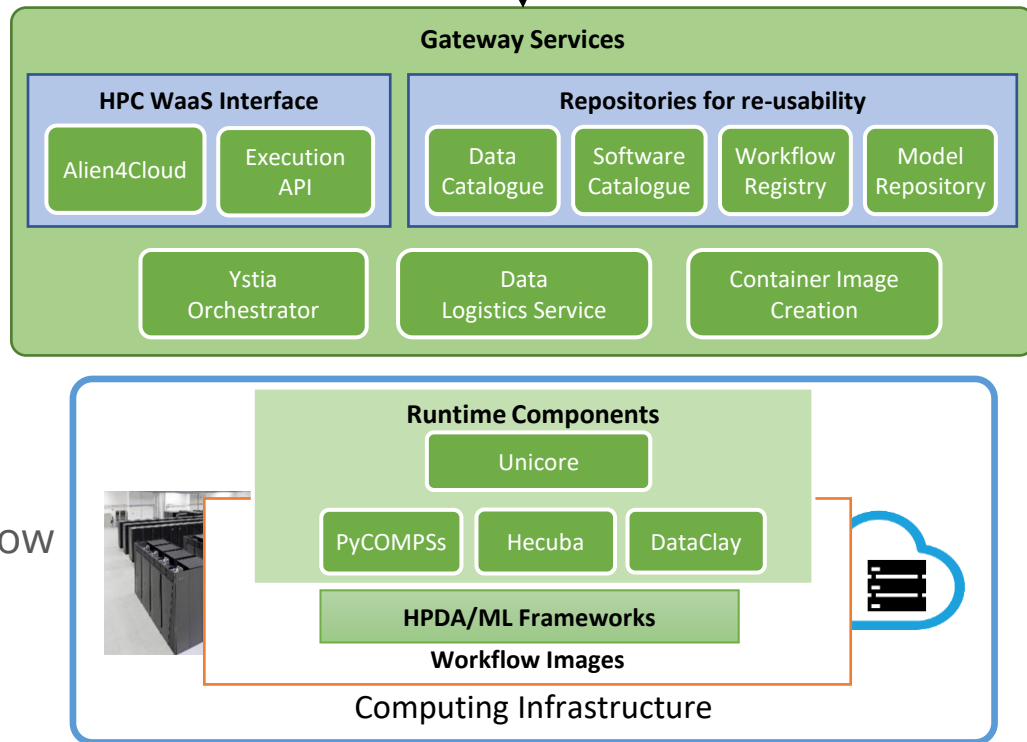 Gateway Services
HPC WaaS Interface
Alien4Cloud
Execution
API
Repositories for re-usability
Data
Catalogue
Software
Catalogue
Workflow
Registry
Model
Repository
Ystia
Orchestrator
Data
Logistics Service
Container Image
Creation
Runtime Components
Unicore
ow
PyCOMPSs
Hecuba
DataClay
HPDA/ML Frameworks
Workflow Images
Computing Infrastructure